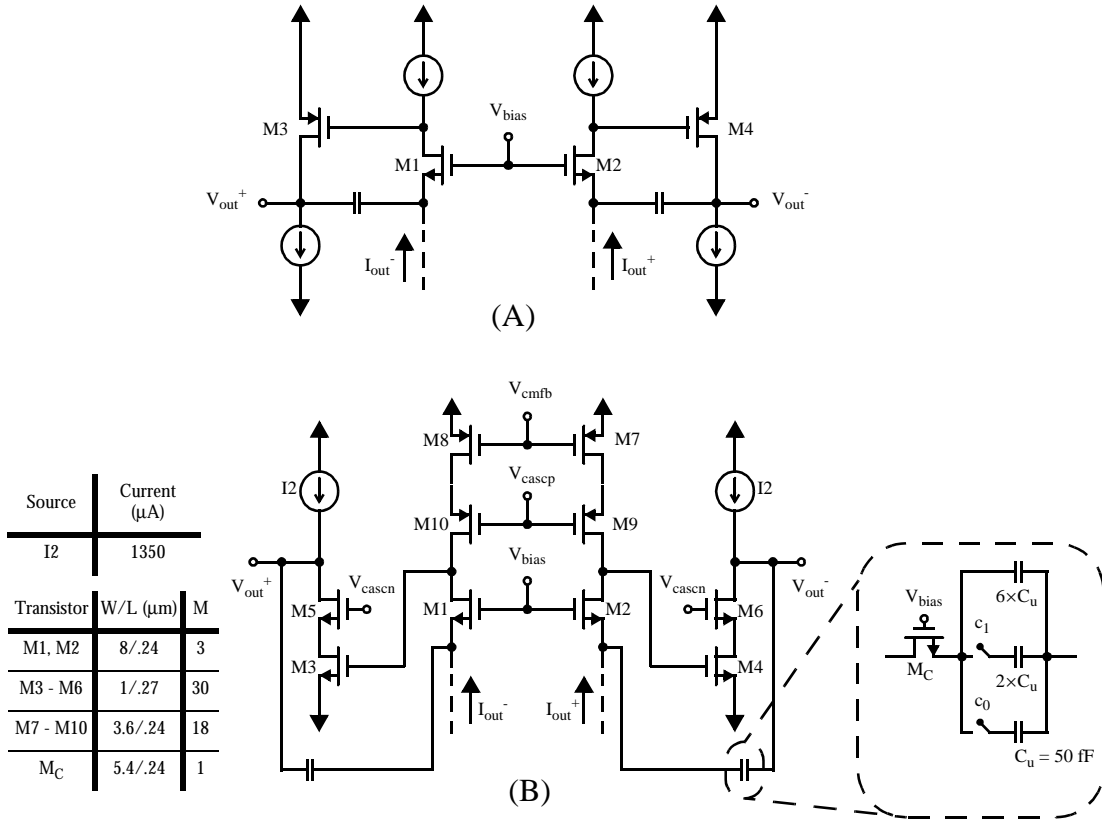 V_bias
M3
M4
M1
M2
V_out^+
V_out^-
I_out^-
I_out^+
(A)
V_cmfb
M8
M7
I2
I2
V_cascp
M10
M9
V_bias
V_out^+
V_cascn
V_cascn
V_out^-
M5
M1
M2
M6
M3
M4
I_out^-
I_out^+
(B)
Source Current (μA)
I2 1350
Transistor W/L (μm) M
M1, M2 8/.24 3
M3 - M6 1/.27 30
M7 - M10 3.6/.24 18
M_C 5.4/.24 1
V_bias
M_C
6×C_u
c_1
2×C_u
c_0
C_u = 50 fF